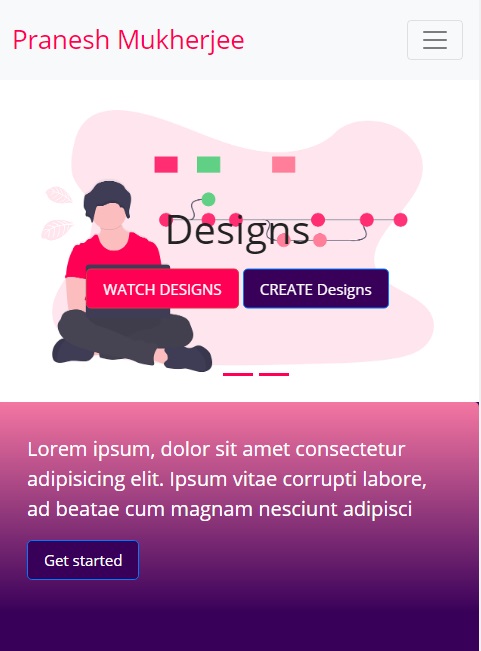 Pranesh Mukherjee
Designs
WATCH DESIGNS CREATE Designs
Lorem ipsum, dolor sit amet consectetur
adipisicing elit. Ipsum vitae corrupti labore,
ad beatae cum magnam nesciunt adipisci
Get started